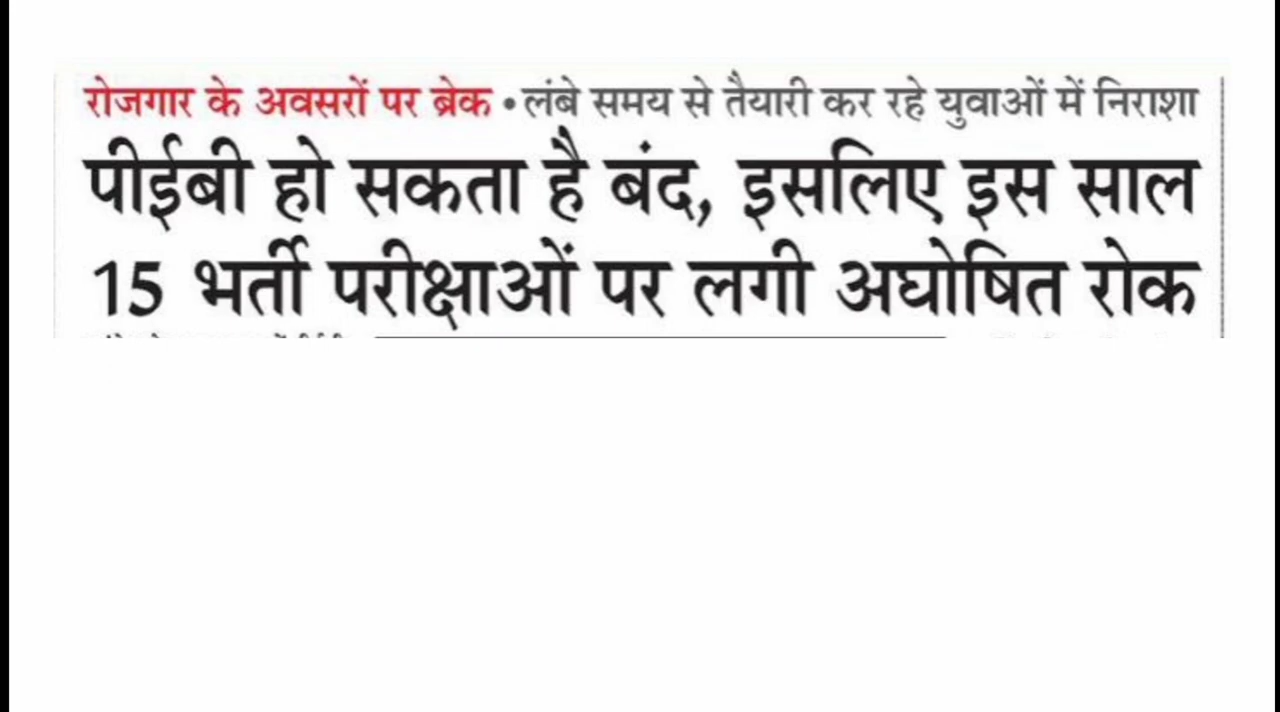 रोजगार के अवसरों पर ब्रेक • लंबे समय से तैयारी कर रहे युवाओं में निराशा
पीईबी हो सकता है बंद, इसलिए इस साल
15 भर्ती परीक्षाओं पर लगी अघोषित रोक